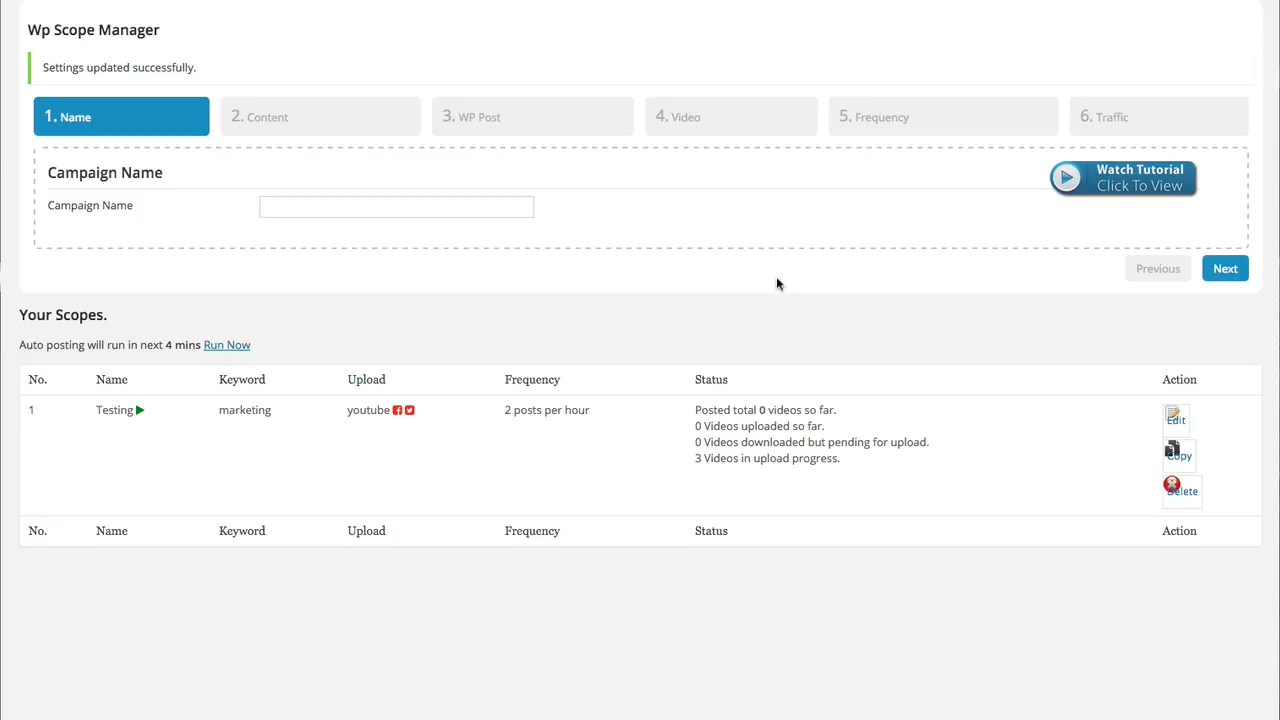 Wp Scope Manager
Settings updated successfully.
1. Name 2. Content 3. WP Post 4. Video 5. Frequency 6. Traffic
Campaign Name
Watch Tutorial
Click To View
Campaign Name
Previous Next
Your Scopes.
Auto posting will run in next 4 mins Run Now
No. Name Keyword Upload Frequency Status Action
1 Testing marketing youtube 2 posts per hour Posted total 0 videos so far.
0 Videos uploaded so far.
0 Videos downloaded but pending for upload.
3 Videos in upload progress.
Edit
Copy
Delete
No. Name Keyword Upload Frequency Status Action